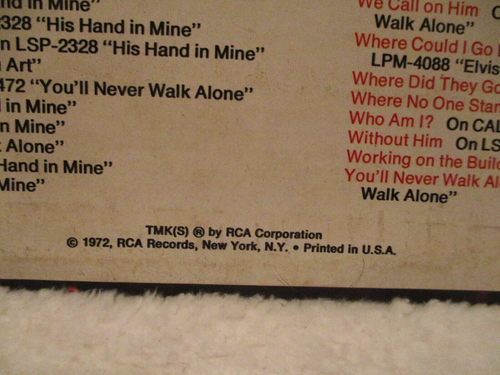 in Mine"
2328 "His Hand in Mine"
n LSP-2328 "His Hand in Mine"
Art"
472 "You'll Never Walk Alone"
in Mine"
n Mine"
Alone"
Hand in Mine"
Mine"
We Call on Him
Walk Alone"
Where Could I Go
LPM-4088 "Elvis
Where Did They Go
Where No One Stan
Who Am I? On CAL
Without Him On LS
Working on the Build
You'll Never Walk Al
Walk Alone"
TMK(S) ® by RCA Corporation
© 1972, RCA Records, New York, N.Y. • Printed in U.S.A.